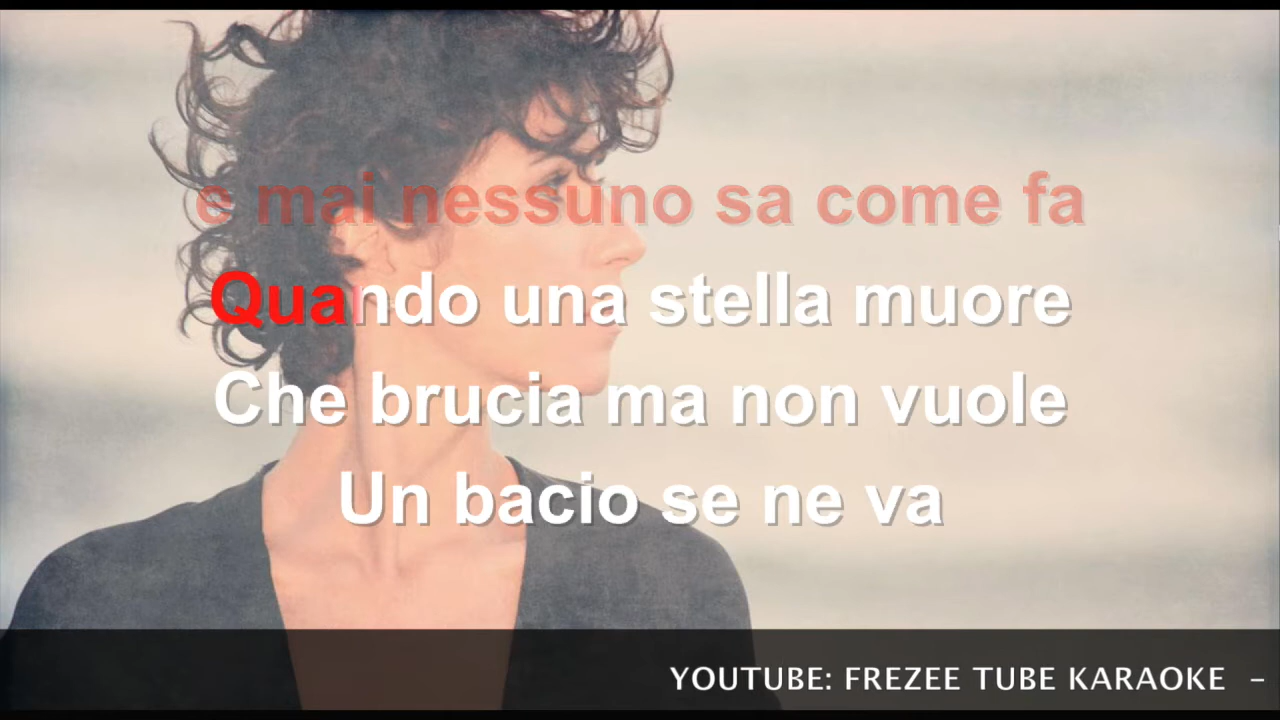 e mai nessuno sa come fa
Quando una stella muore
Che brucia ma non vuole
Un bacio se ne va
YOUTUBE: FREZEE TUBE KARAOKE –